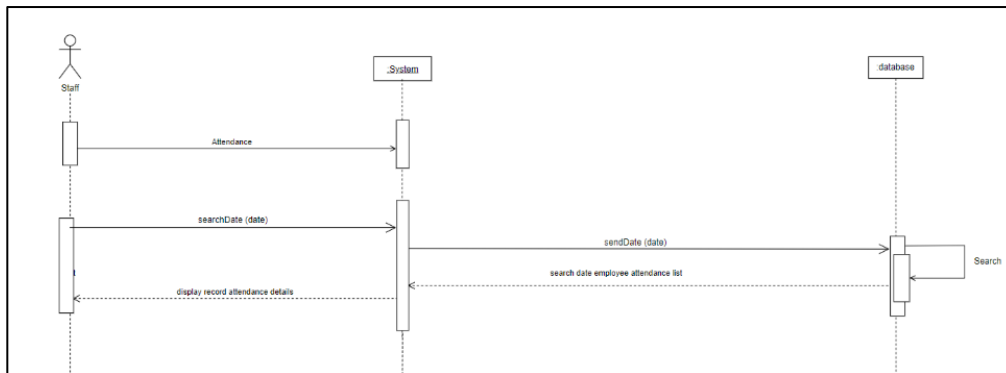 Staff
:System
:database
Attendance
searchDate (date)
sendDate (date)
Search
search date employee attendance list
t
display record attendance details